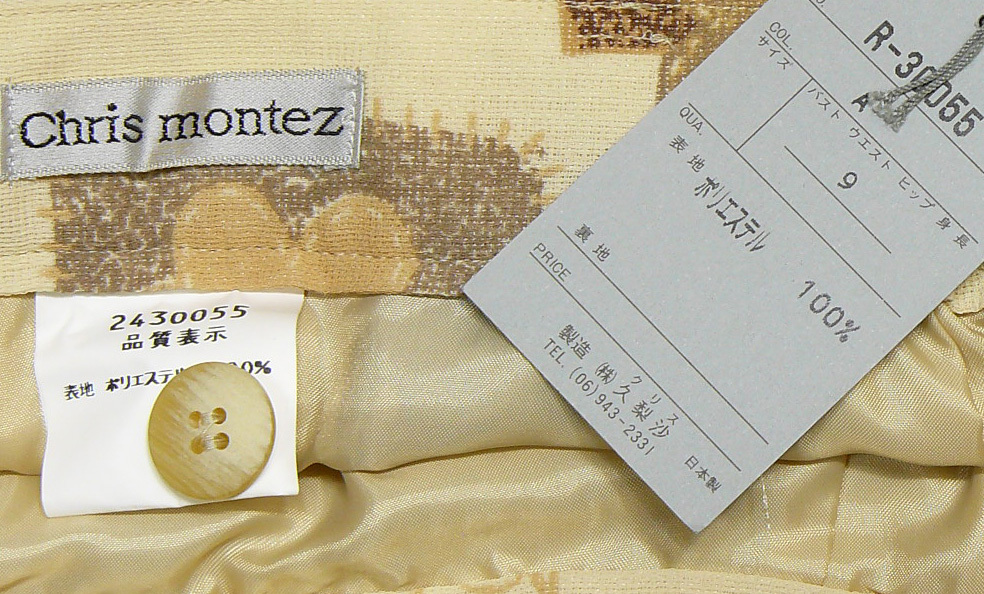 Chris montez
2430055
品質表示
表地 ポリエステル 00%
R-30055
COL.
サイズ
A
バスト ウエスト ヒップ 身長
9
QUA.
表地 ポリエステル 100%
裏地
PRICE
クリス
製造 (株) 久梨沙
TEL. (06) 943-2331
日本製